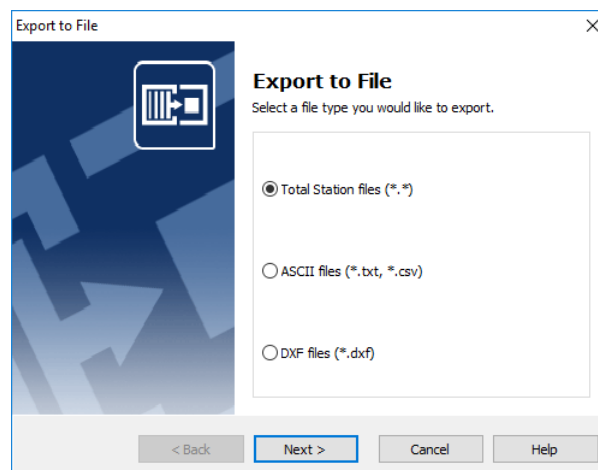 Export to File
Export to File
Select a file type you would like to export.
Total Station files (*.*)
ASCII files (*.txt, *.csv)
DXF files (*.dxf)
< Back Next > Cancel Help